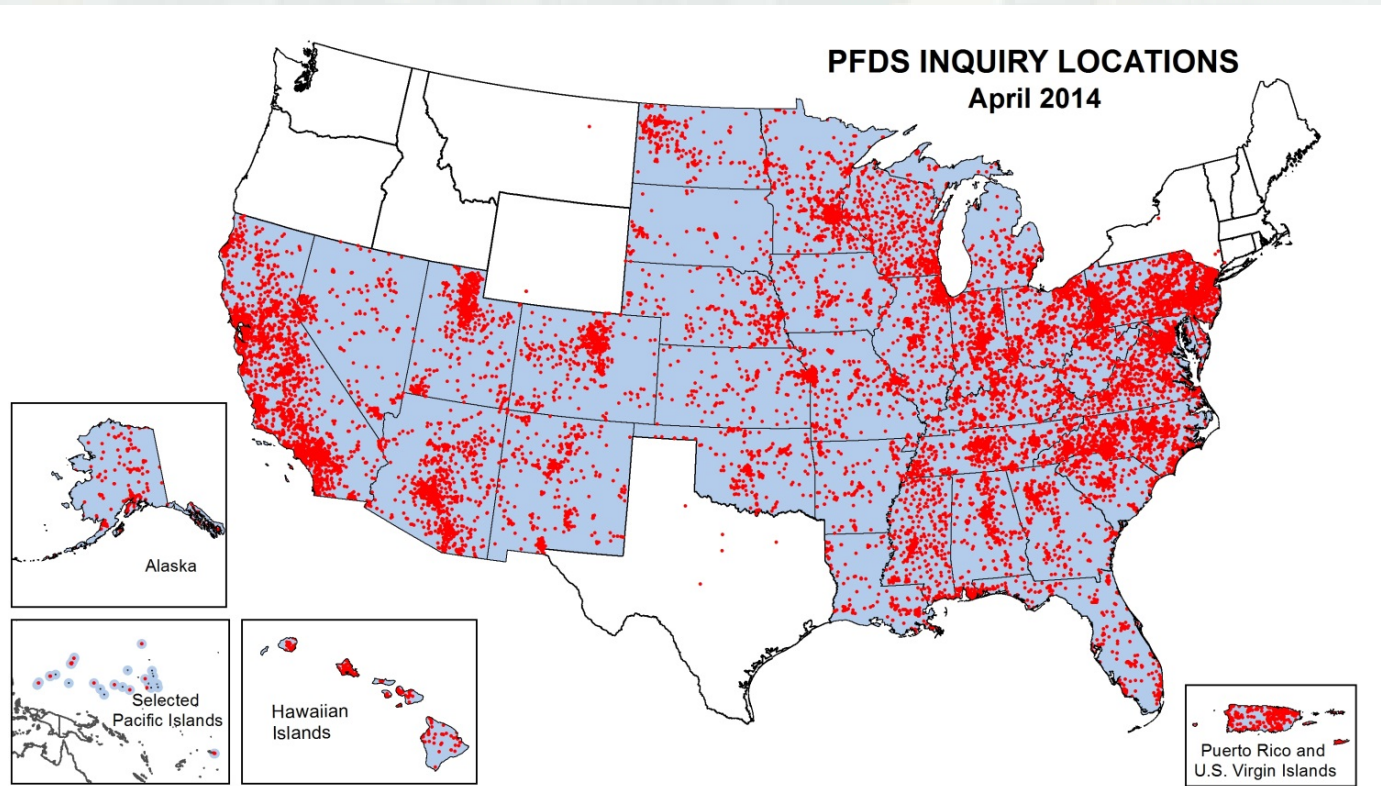 PFDS INQUIRY LOCATIONS
April 2014
Alaska
Selected
Pacific Islands
Hawaiian
Islands
Puerto Rico and
U.S. Virgin Islands